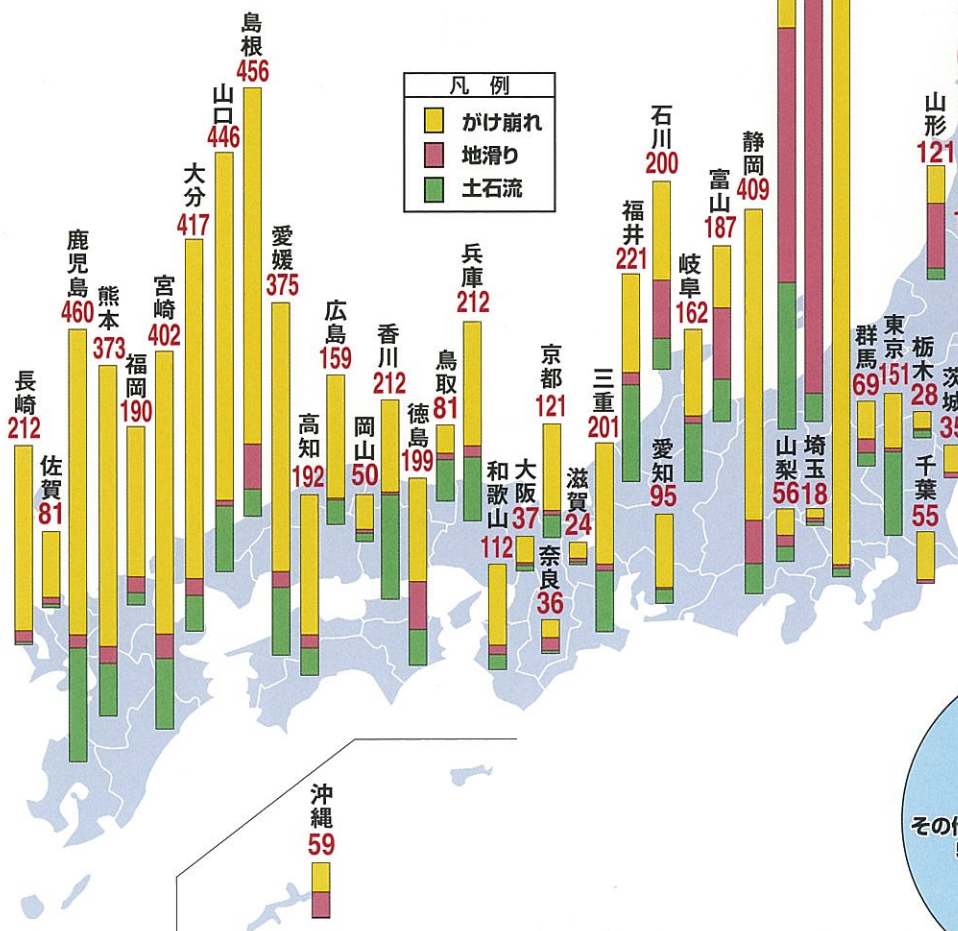 凡 例
がけ崩れ
地滑り
土石流
長崎
212
佐賀
81
鹿児島
460
熊本
373
福岡
190
宮崎
402
大分
417
山口
446
島根
456
愛媛
375
高知
192
広島
159
岡山
50
香川
212
徳島
199
鳥取
81
兵庫
212
和歌山
112
大阪
37
京都
121
奈良
36
滋賀
24
三重
201
福井
221
石川
200
愛知
95
岐阜
162
富山
187
静岡
409
山梨
56
埼玉
18
群馬
69
東京
151
栃木
28
茨城
35
千葉
55
山形
121
沖縄
59
その他